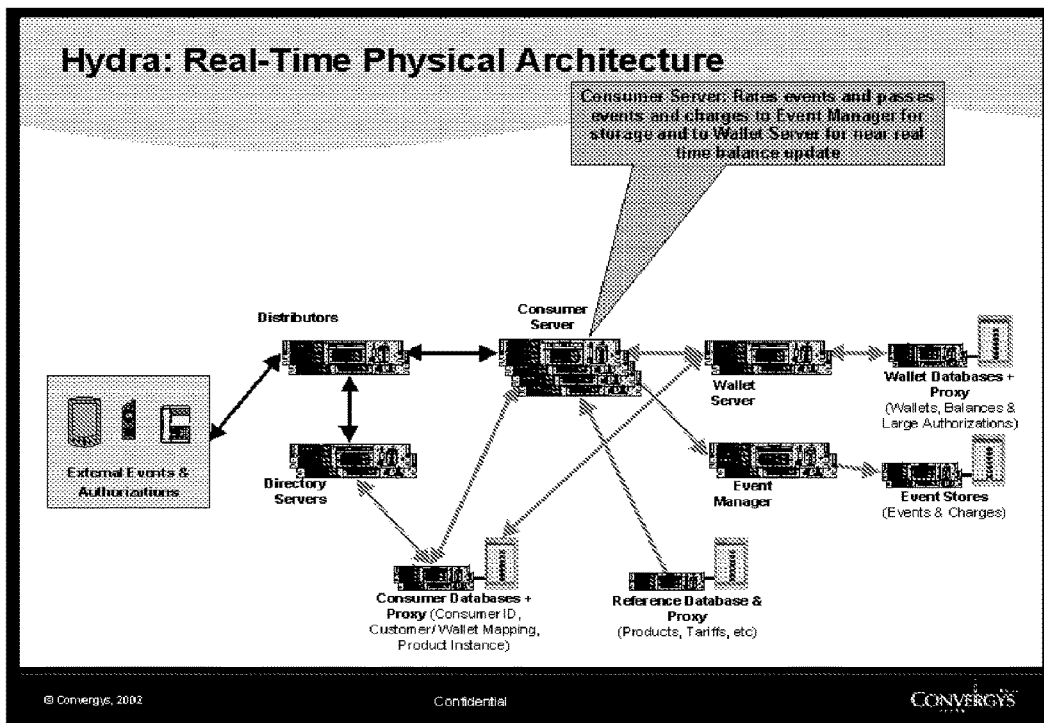 Hydra: Real-Time Physical Architecture
Consumer Server: Rates events and passes
events and charges to Event Manager for
storage and to Wallet Server for near real
time balance update
Distributors
Consumer
Server
Wallet
Server
Wallet Databases +
Proxy
(Wallets, Balances &
Large Authorizations)
External Events &
Authorizations
Directory
Servers
Event
Manager
Event Stores
(Events & Charges)
Consumer Databases +
Proxy (Consumer ID,
Customer/Wallet Mapping,
Product Instance)
Reference Database &
Proxy
(Products, Tariffs, etc)
© Convergys, 2002
Confidential
CONVERGYS